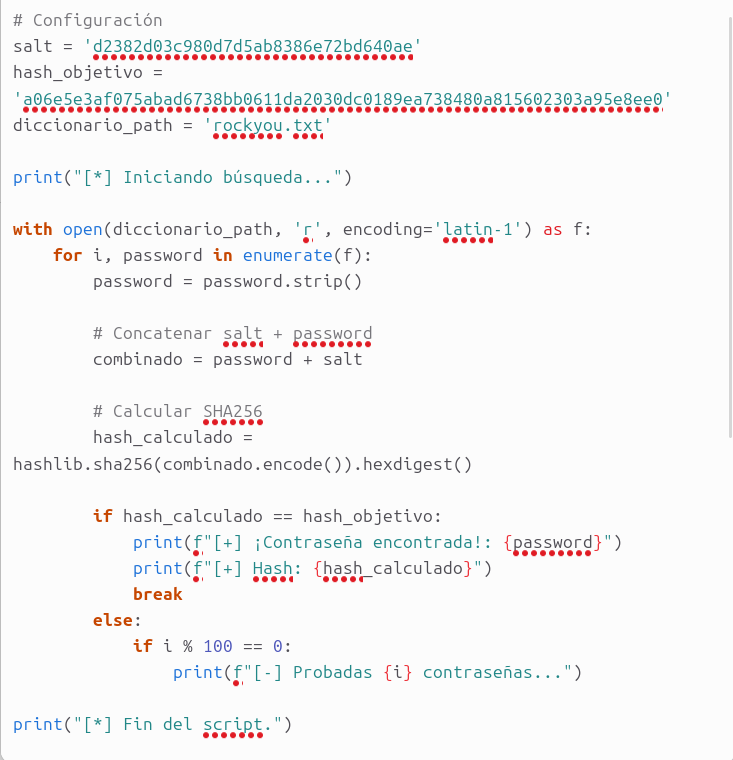 # Configuración
salt = 'd2382d03c980d7d5ab8386e72bd640ae'
hash_objetivo =
'a06e5e3af075abad6738bb0611da2030dc0189ea738480a815602303a95e8ee0'
diccionario_path = 'rockyou.txt'
print("[*] Iniciando búsqueda...")
with open(diccionario_path, 'r', encoding='latin-1') as f:
    for i, password in enumerate(f):
        password = password.strip()
        # Concatenar salt + password
        combinado = password + salt
        # Calcular SHA256
        hash_calculado =
hashlib.sha256(combinado.encode()).hexdigest()
        if hash_calculado == hash_objetivo:
            print(f"[+] ¡Contraseña encontrada!: {password}")
            print(f"[+] Hash: {hash_calculado}")
            break
        else:
            if i % 100 == 0:
                print(f"[-] Probadas {i} contraseñas...")
print("[*] Fin del script.")